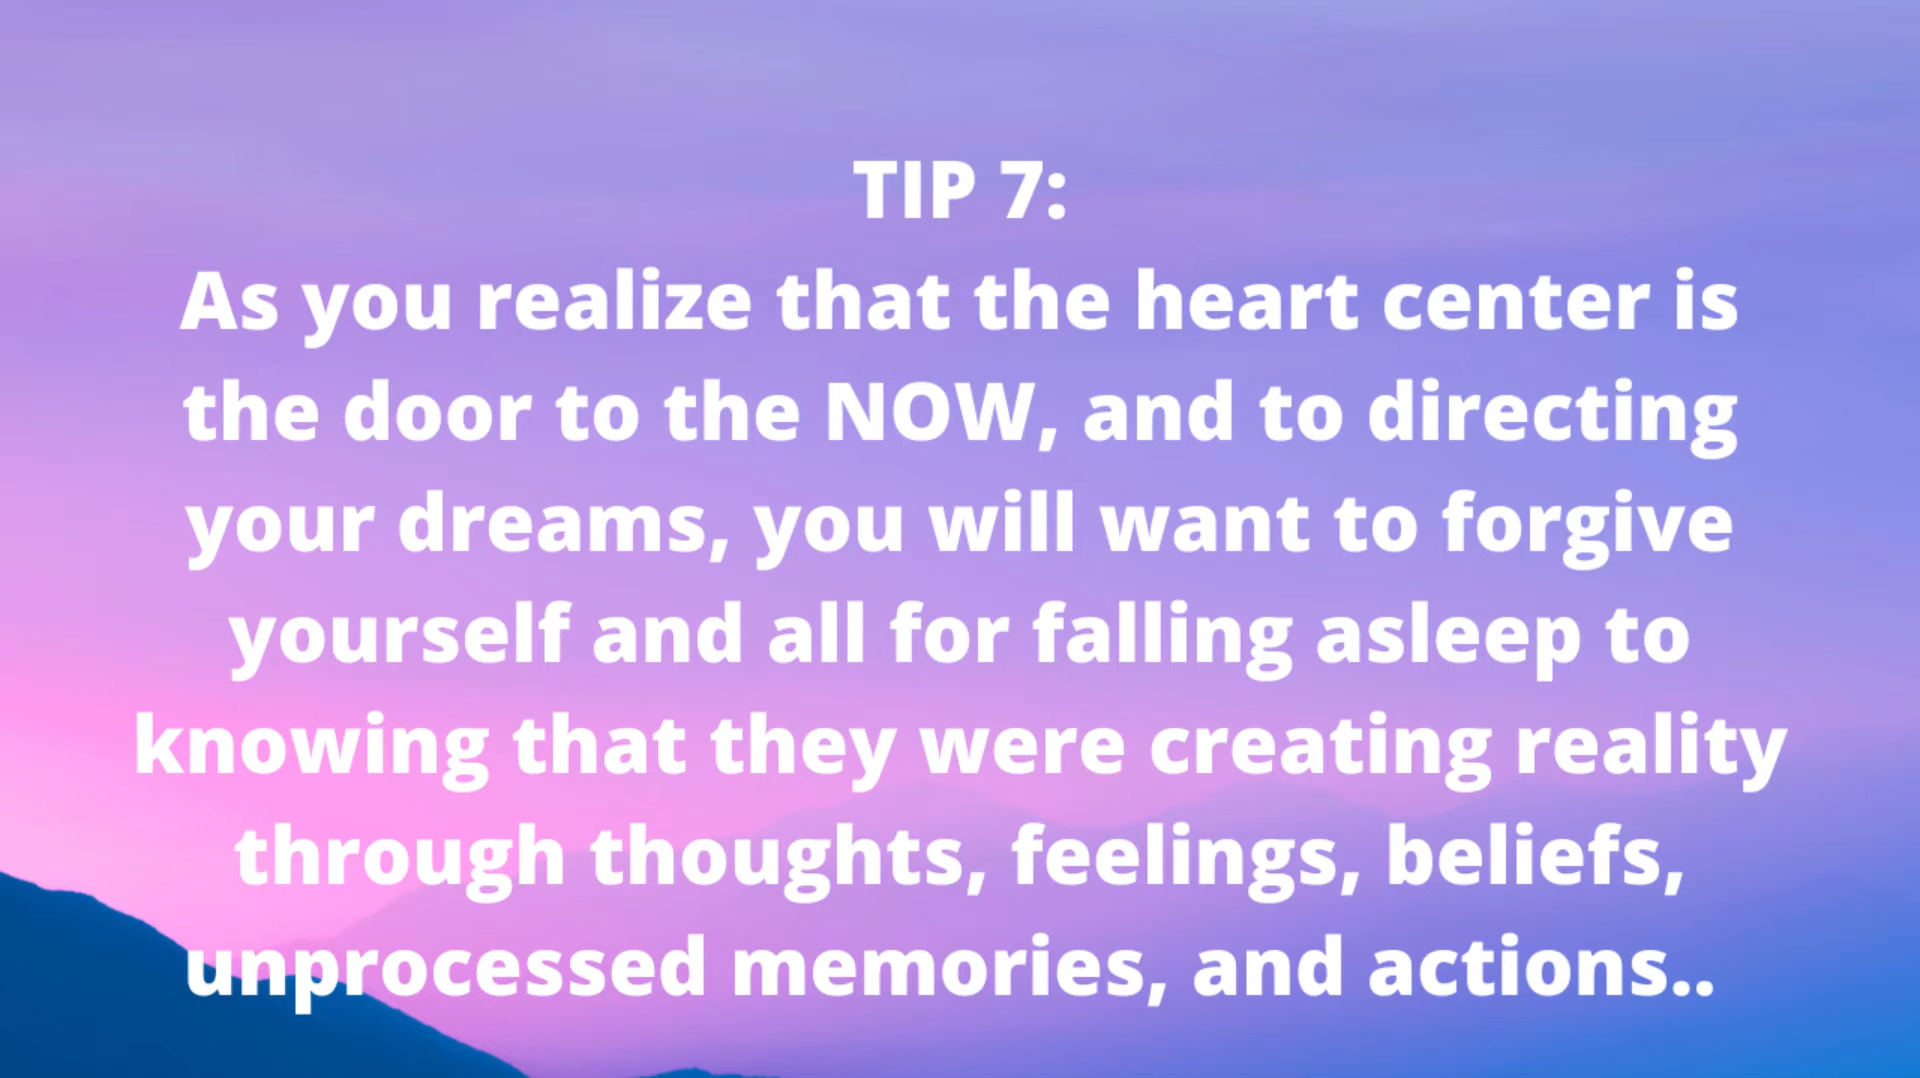 TIP 7:
As you realize that the heart center is
the door to the NOW, and to directing
your dreams, you will want to forgive
yourself and all for falling asleep to
knowing that they were creating reality
through thoughts, feelings, beliefs,
unprocessed memories, and actions..